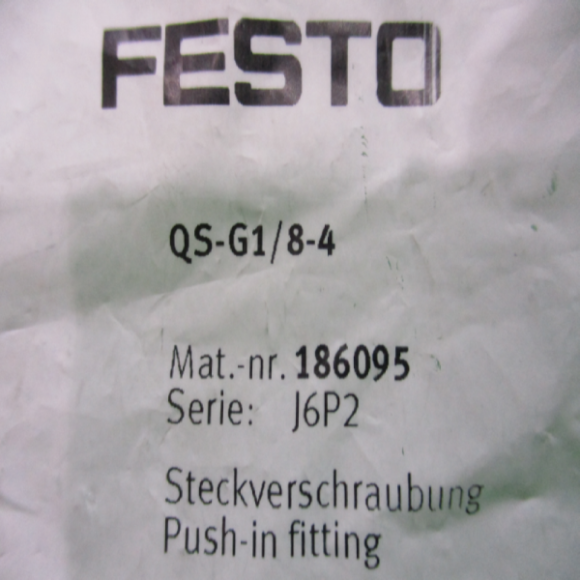 FESTO
QS-G1/8-4
Mat.-nr. 186095
Serie: J6P2
Steckverschraubung
Push-in fitting